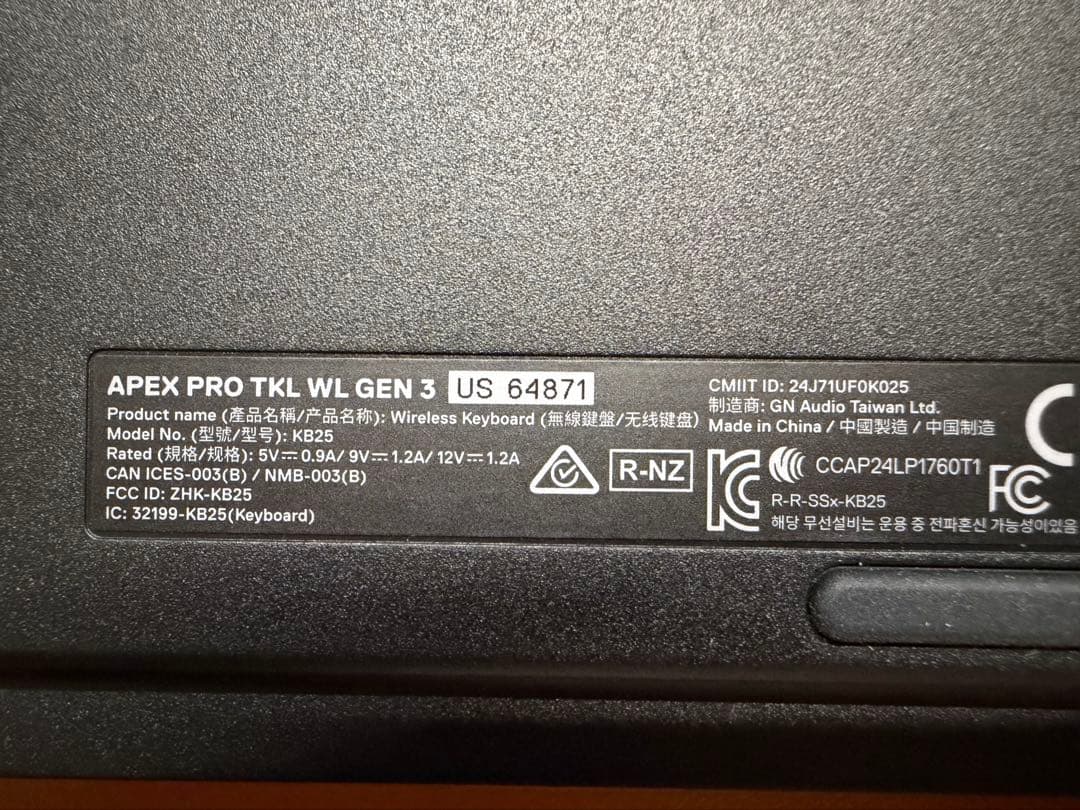 APEX PRO TKL WL GEN 3 US 64871
Product name (產品名稱/产品名称): Wireless Keyboard (無線鍵盤/无线键盘)
Model No. (型號/型号): KB25
Rated (規格/规格): 5V⎓0.9A/ 9V⎓1.2A/ 12V⎓1.2A
CAN ICES-003(B) / NMB-003(B)
FCC ID: ZHK-KB25
IC: 32199-KB25(Keyboard)
R-NZ
CMIIT ID: 24J71UF0K025
制造商: GN Audio Taiwan Ltd.
Made in China / 中國製造 / 中国制造
CCAP24LP1760T1
R-R-SSx-KB25
해당 무선설비는 운용 중 전파혼신 가능성이있음
FC